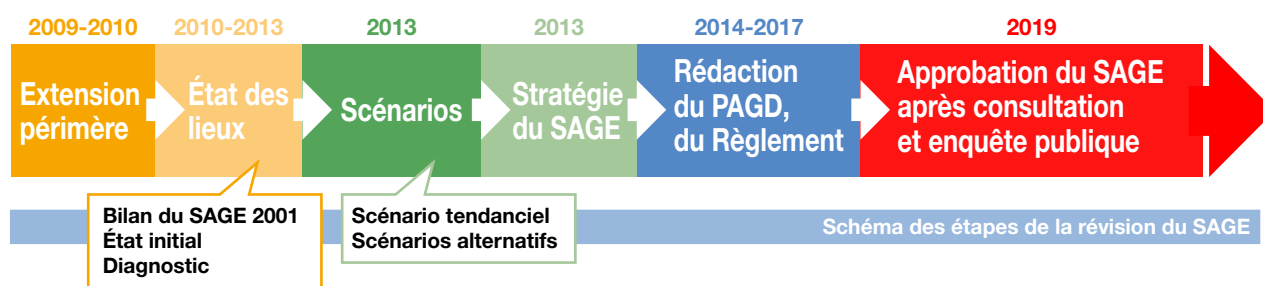 2009-2010
2010-2013
2013
2013
2014-2017
2019
Extension
périmère
État des
lieux
Scénarios
Stratégie
du SAGE
Rédaction
du PAGD,
du Règlement
Approbation du SAGE
après consultation
et enquête publique
Bilan du SAGE 2001
État initial
Diagnostic
Scénario tendanciel
Scénarios alternatifs
Schéma des étapes de la révision du SAGE